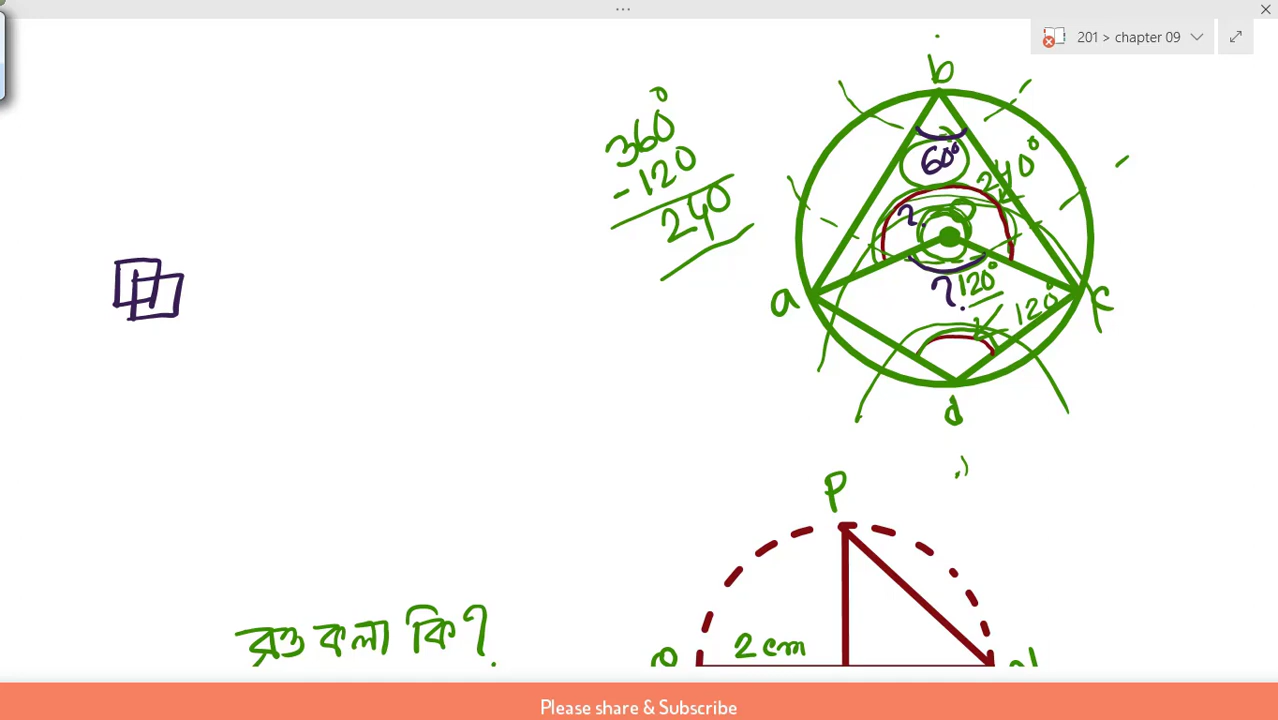 ...
201 > chapter 09
b
360°
-120
240
60°
240°
?
a
?
120°
120°
c
d
P
2 cm
বৃত্তকলা কি?
Please share & Subscribe